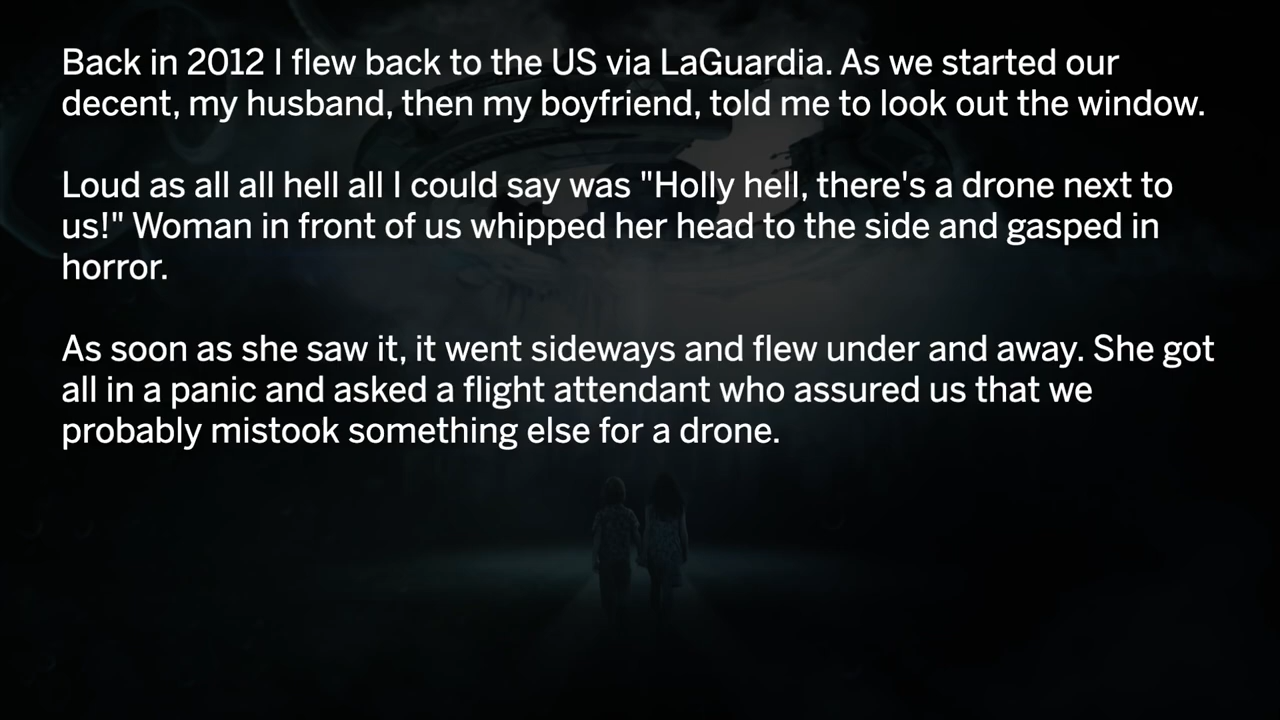 Back in 2012 I flew back to the US via LaGuardia. As we started our
decent, my husband, then my boyfriend, told me to look out the window.
Loud as all all hell all I could say was "Holly hell, there's a drone next to
us!" Woman in front of us whipped her head to the side and gasped in
horror.
As soon as she saw it, it went sideways and flew under and away. She got
all in a panic and asked a flight attendant who assured us that we
probably mistook something else for a drone.